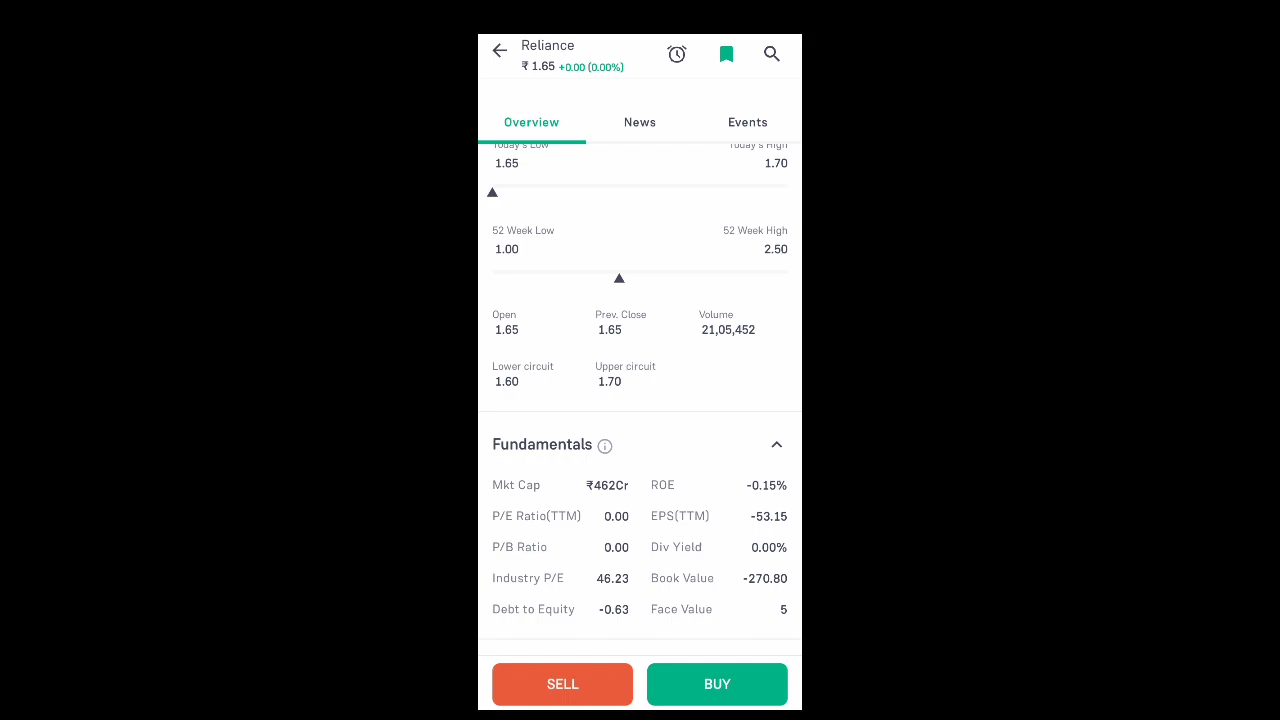 Reliance
₹ 1.65 +0.00 (0.00%)
Overview News Events
Today's Low Today's High
1.65 1.70
52 Week Low 52 Week High
1.00 2.50
Open Prev. Close Volume
1.65 1.65 21,05,452
Lower circuit Upper circuit
1.60 1.70
Fundamentals
Mkt Cap ₹462Cr ROE -0.15%
P/E Ratio(TTM) 0.00 EPS(TTM) -53.15
P/B Ratio 0.00 Div Yield 0.00%
Industry P/E 46.23 Book Value -270.80
Debt to Equity -0.63 Face Value 5
SELL BUY